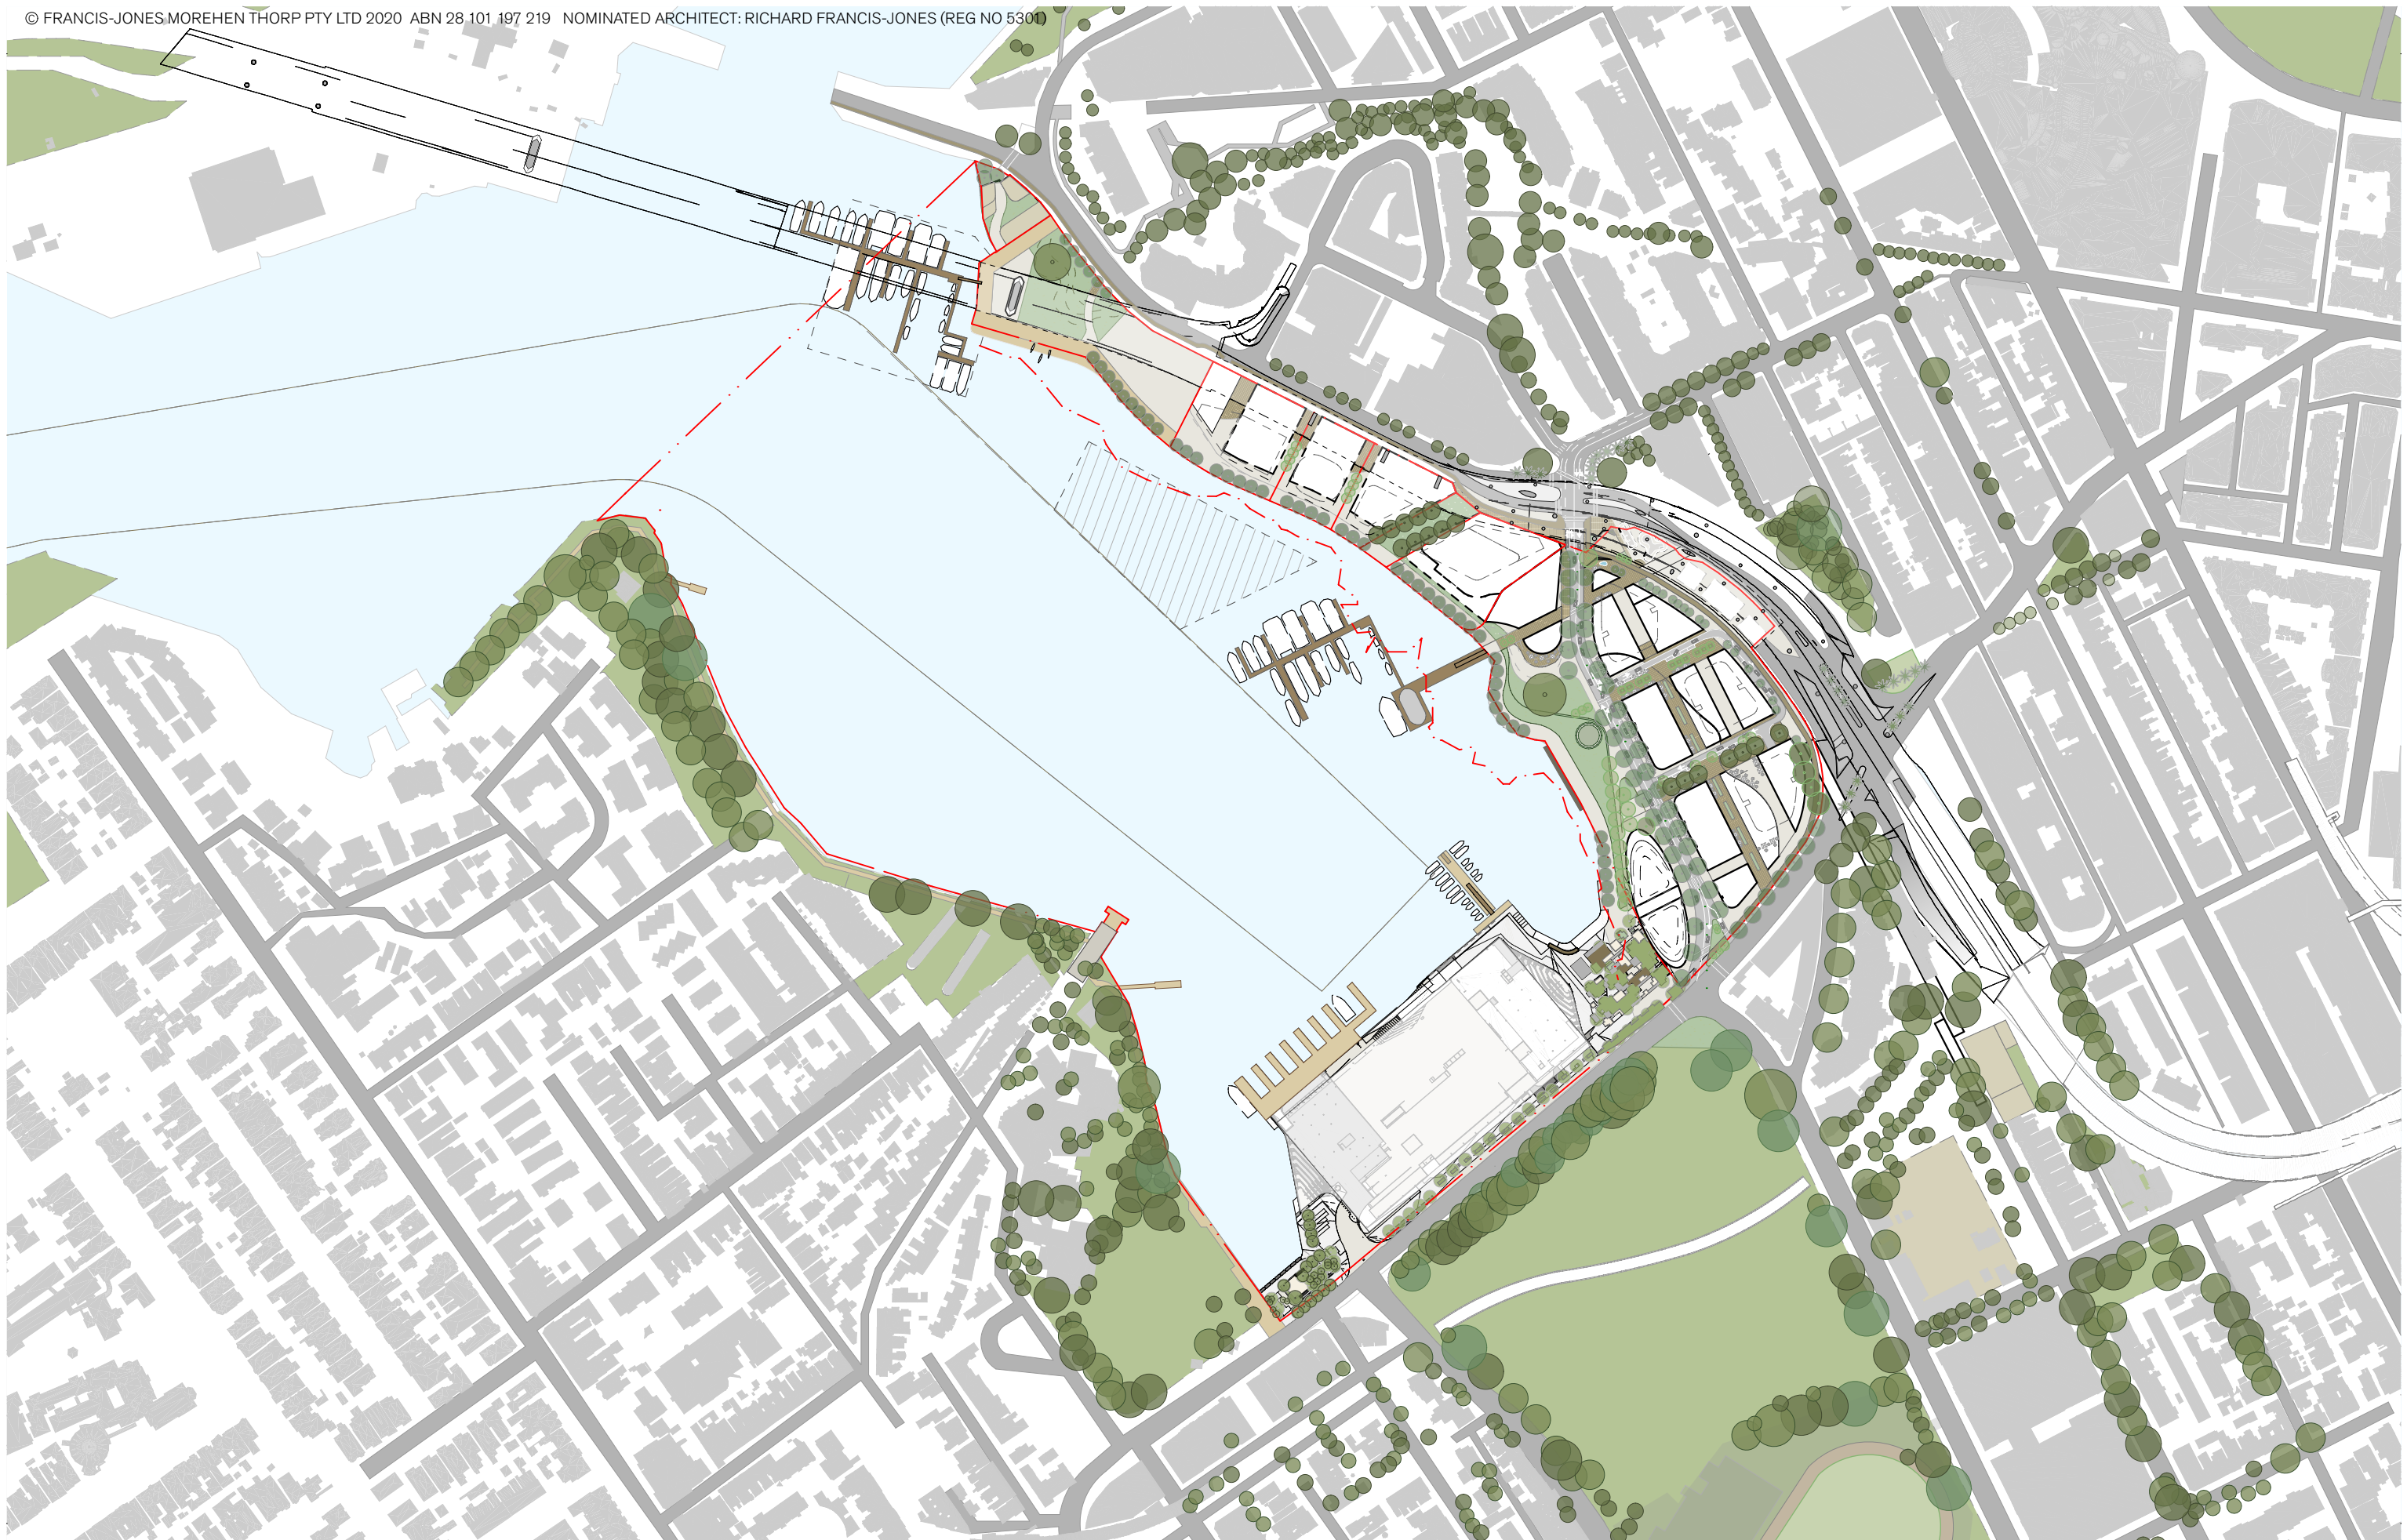 © FRANCIS-JONES MOREHEN THORP PTY LTD 2020 ABN 28 101 197 219 NOMINATED ARCHITECT: RICHARD FRANCIS-JONES (REG NO 5301)